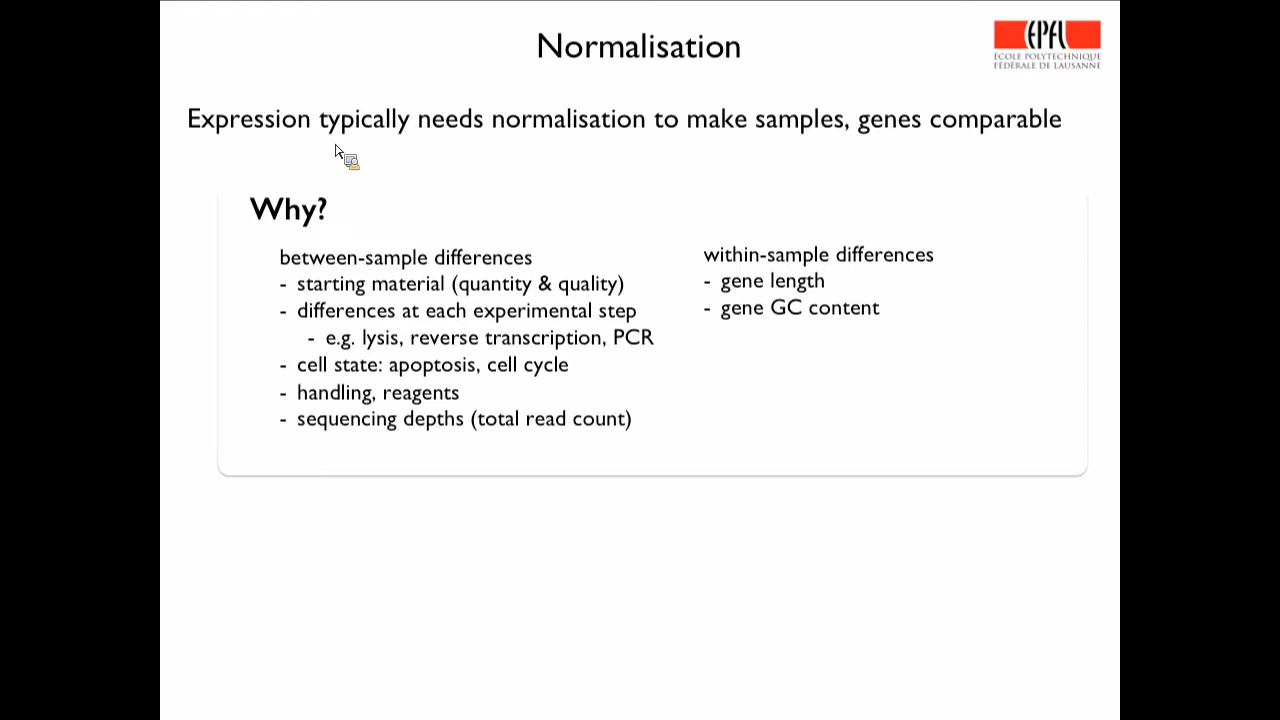 Normalisation
EPFL
ÉCOLE POLYTECHNIQUE
FÉDÉRALE DE LAUSANNE
Expression typically needs normalisation to make samples, genes comparable
Why?
between-sample differences
- starting material (quantity & quality)
- differences at each experimental step
- e.g. lysis, reverse transcription, PCR
- cell state: apoptosis, cell cycle
- handling, reagents
- sequencing depths (total read count)
within-sample differences
- gene length
- gene GC content